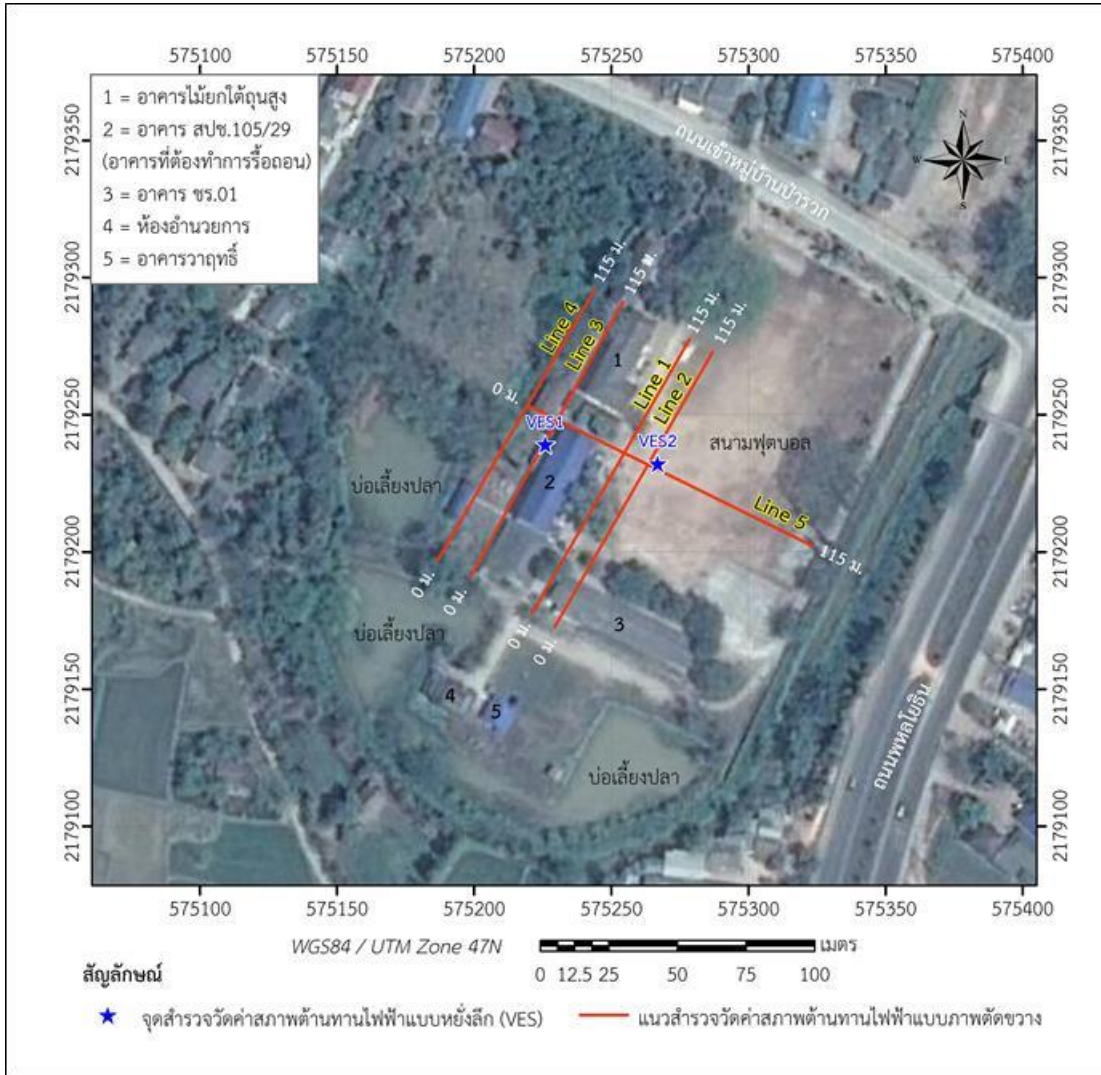 575100 575150 575200 575250 575300 575350 575400
1 = อาคารไม้ยกใต้ถุนสูง
2 = อาคาร สปช.105/29
(อาคารที่ต้องทำการรื้อถอน)
3 = อาคาร ชร.01
4 = ห้องอำนวยการ
5 = อาคารวาฤทธิ์
2179350
2179350
ถนนเข้าหมู่บ้านป่ารวก
N
W E
S
2179300
2179300
115 ม.
115 ม.
115 ม.
115 ม.
Line 4
Line 3
1
Line 1
Line 2
0 ม.
2179250
2179250
VES1
VES2
สนามฟุตบอล
2
บ่อเลี้ยงปลา
Line 5
2179200
2179200
115 ม.
0 ม.
0 ม.
0 ม.
0 ม.
บ่อเลี้ยงปลา
3
2179150
2179150
4
5
บ่อเลี้ยงปลา
ถนนพหลโยธิน
2179100
2179100
575100 575150 575200 575250 575300 575350 575400
WGS84 / UTM Zone 47N
เมตร
0 12.5 25 50 75 100
สัญลักษณ์
จุดสำรวจวัดค่าสภาพต้านทานไฟฟ้าแบบหยั่งลึก (VES)
แนวสำรวจวัดค่าสภาพต้านทานไฟฟ้าแบบภาพตัดขวาง